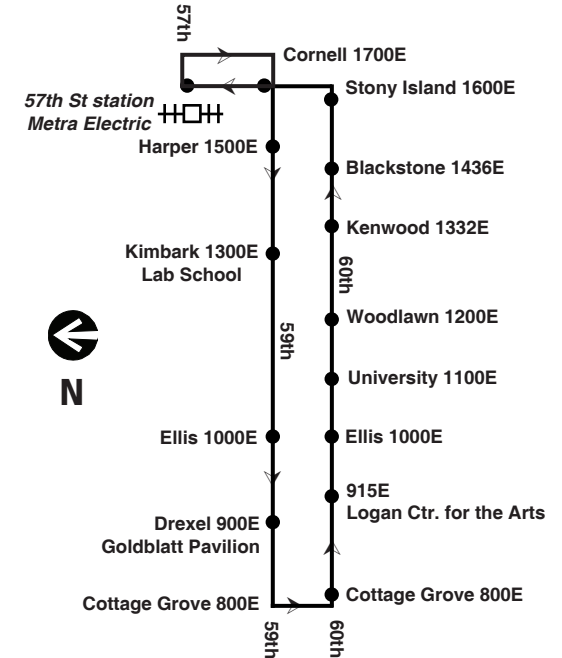 57th
Cornell 1700E
57th St station
Metra Electric
Stony Island 1600E
Harper 1500E
Blackstone 1436E
Kenwood 1332E
Kimbark 1300E
Lab School
60th
Woodlawn 1200E
59th
University 1100E
N
Ellis 1000E
Ellis 1000E
915E
Logan Ctr. for the Arts
Drexel 900E
Goldblatt Pavilion
Cottage Grove 800E
Cottage Grove 800E
59th
60th